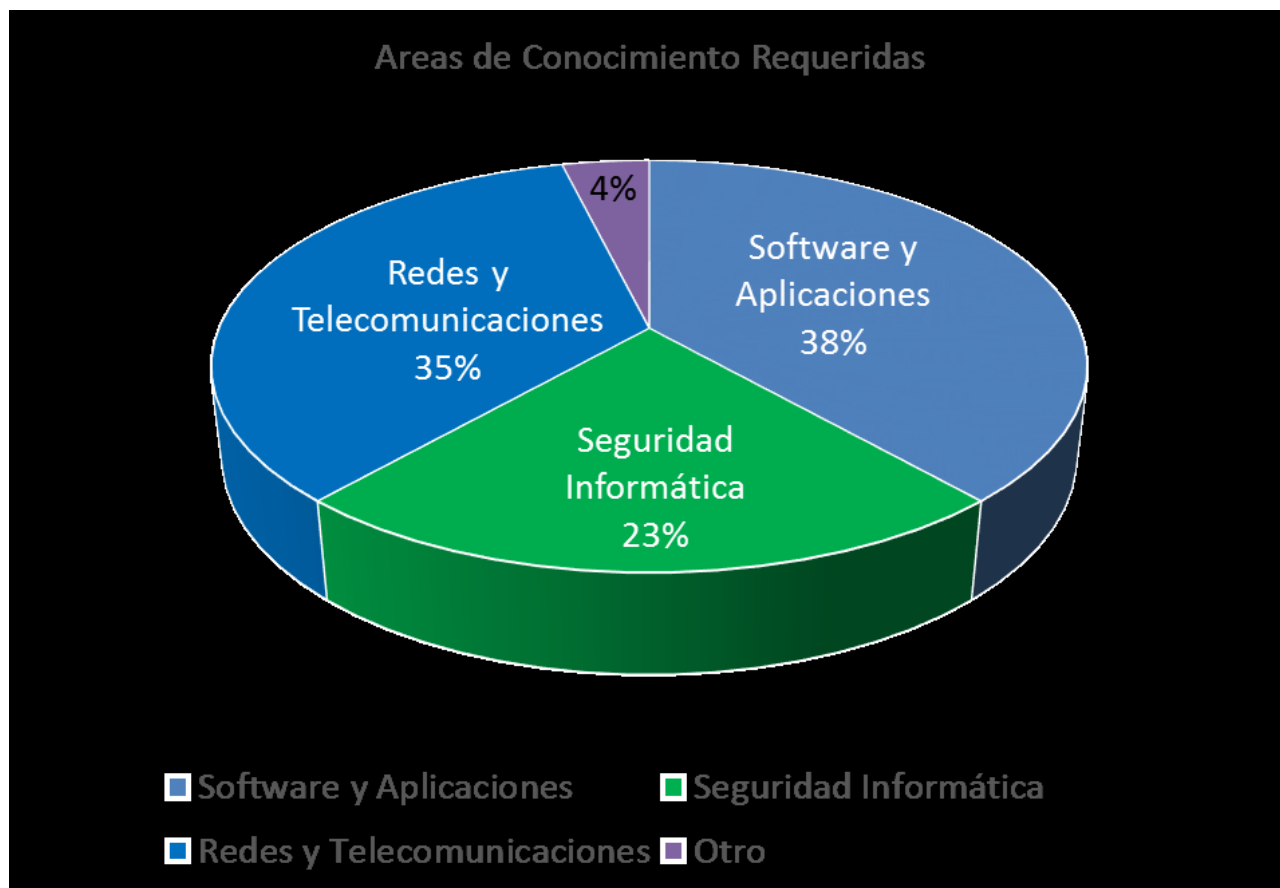 Areas de Conocimiento Requeridas
4%
Software y
Aplicaciones
38%
Redes y
Telecomunicaciones
35%
Seguridad
Informática
23%
Software y Aplicaciones
Seguridad Informática
Redes y Telecomunicaciones
Otro